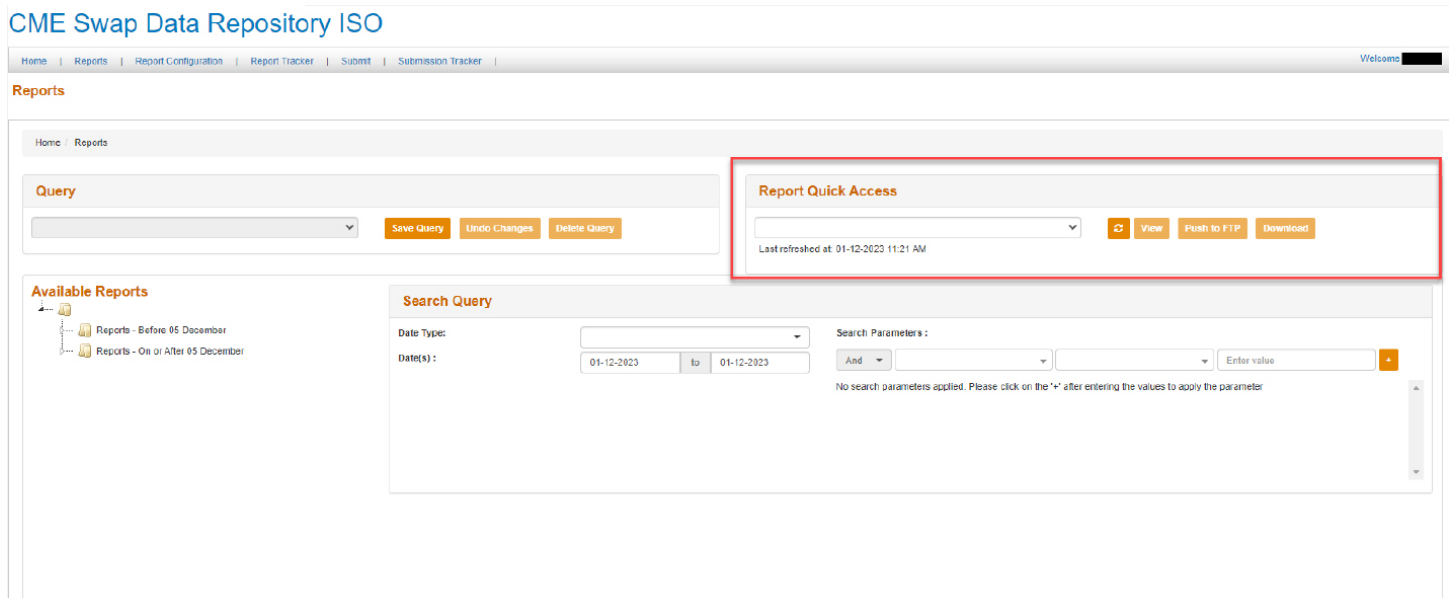 CME Swap Data Repository ISO
Home | Reports | Report Configuration | Report Tracker | Submit | Submission Tracker |
Welcome
Reports
Home / Reports
Query
Save Query Undo Changes Delete Query
Report Quick Access
View Push to FTP Download
Last refreshed at: 01-12-2023 11:21 AM
Available Reports
Reports - Before 05 December
Reports - On or After 05 December
Search Query
Date Type:
Date(s) :
01-12-2023 to 01-12-2023
Search Parameters :
And Enter value +
No search parameters applied. Please click on the '+' after entering the values to apply the parameter